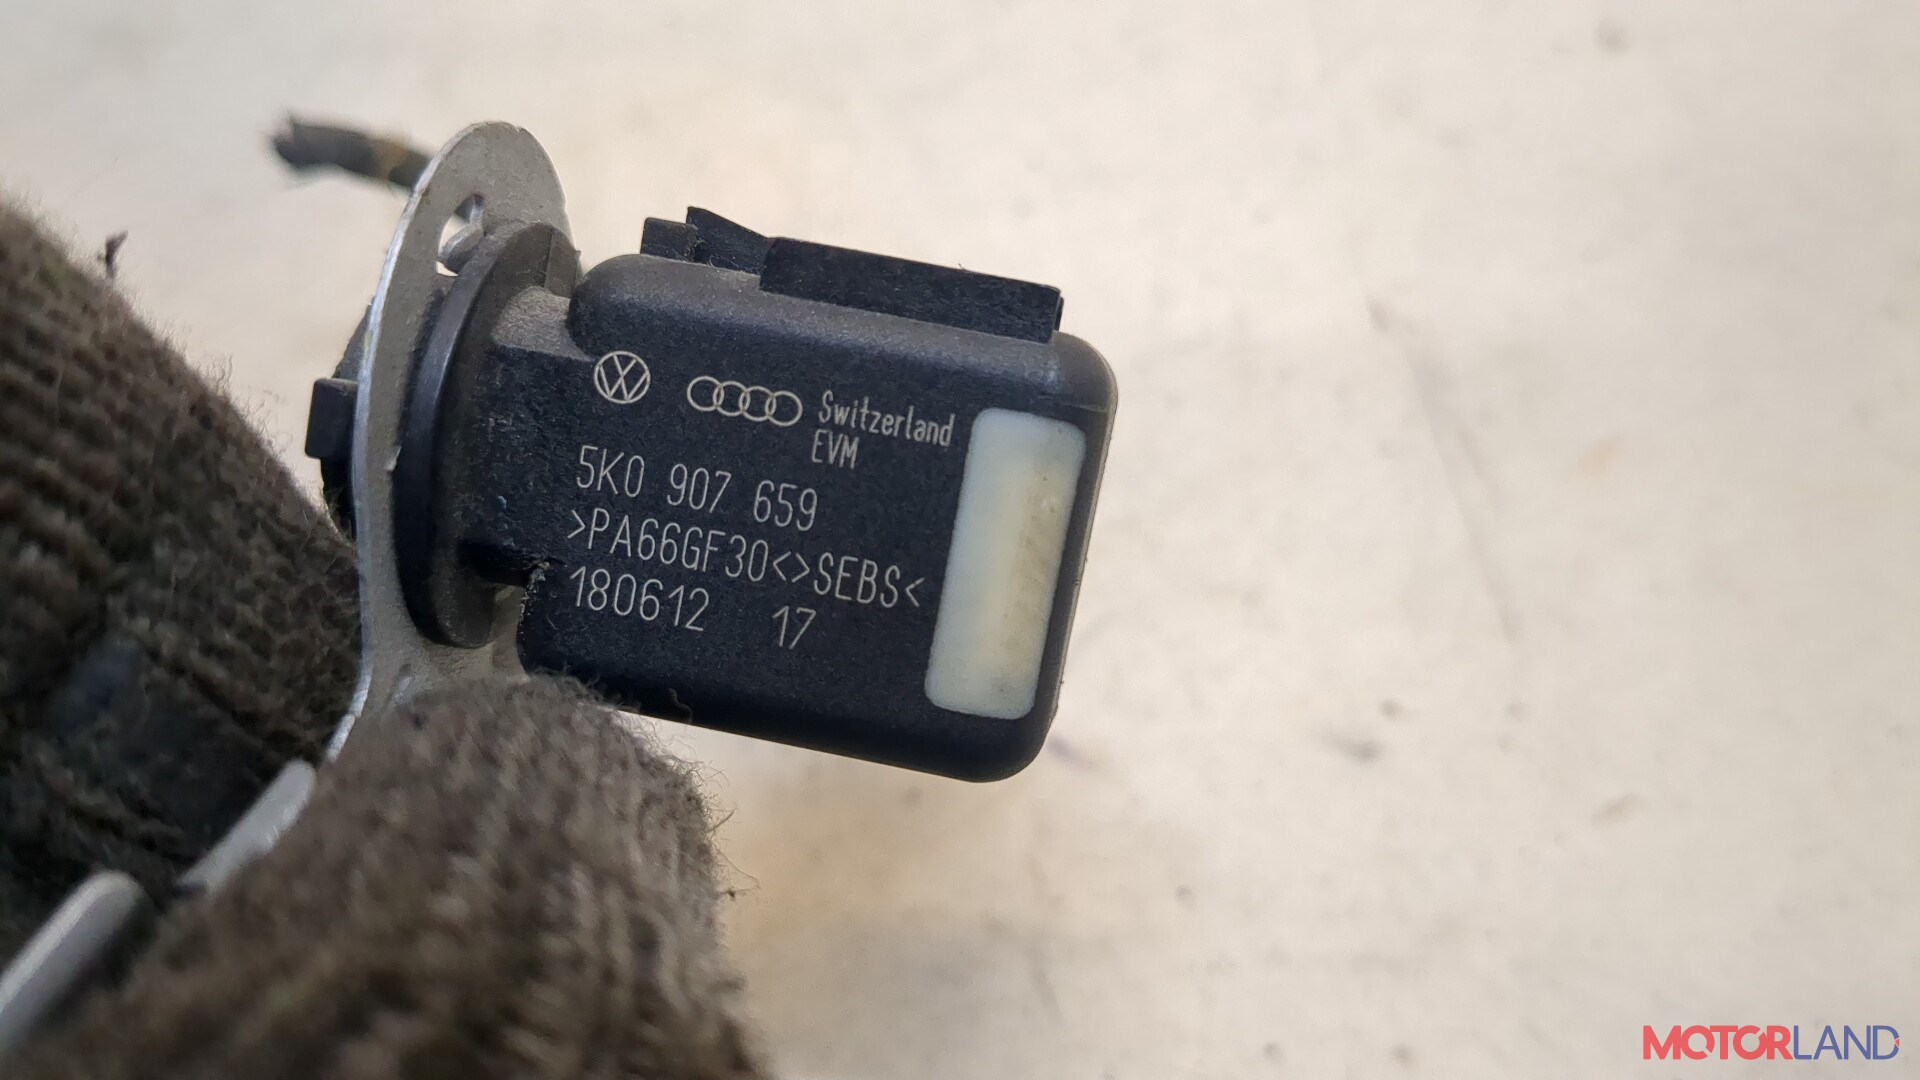 Switzerland
EVM
5K0 907 659
>PA66GF30<>SEBS<
180612 17
MOTORLAND